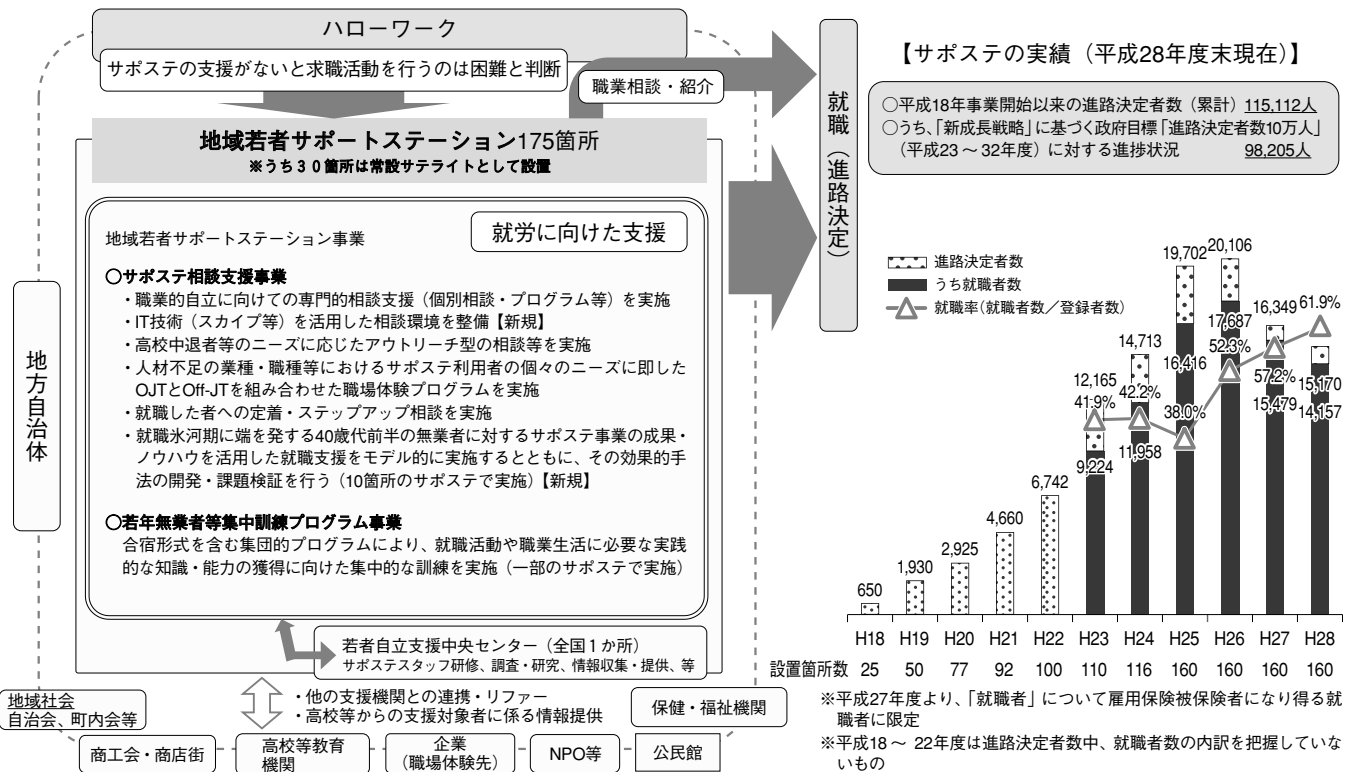 ハローワーク
サポステの支援がないと求職活動を行うのは困難と判断
職業相談・紹介
地域若者サポートステーション175箇所
※うち30箇所は常設サテライトとして設置
地域若者サポートステーション事業
就労に向けた支援
○サポステ相談支援事業
・職業的自立に向けての専門的相談支援（個別相談・プログラム等）を実施
・IT技術（スカイプ等）を活用した相談環境を整備【新規】
・高校中退者等のニーズに応じたアウトリーチ型の相談等を実施
・人材不足の業種・職種等におけるサポステ利用者の個々のニーズに即した
OJTとOff-JTを組み合わせた職場体験プログラムを実施
・就職した者への定着・ステップアップ相談を実施
・就職氷河期に端を発する40歳代前半の無業者に対するサポステ事業の成果・
ノウハウを活用した就職支援をモデル的に実施するとともに、その効果的手
法の開発・課題検証を行う（10箇所のサポステで実施）【新規】
○若年無業者等集中訓練プログラム事業
合宿形式を含む集団的プログラムにより、就職活動や職業生活に必要な実践
的な知識・能力の獲得に向けた集中的な訓練を実施（一部のサポステで実施）
若者自立支援中央センター（全国1か所）
サポステスタッフ研修、調査・研究、情報収集・提供、等
・他の支援機関との連携・リファー
・高校等からの支援対象者に係る情報提供
地方自治体
地域社会
自治会、町内会等
商工会・商店街
高校等教育
機関
企業
（職場体験先）
NPO等
公民館
保健・福祉機関
就職（進路決定）
【サポステの実績（平成28年度末現在）】
○平成18年事業開始以来の進路決定者数（累計）115,112人
○うち、「新成長戦略」に基づく政府目標「進路決定者数10万人」
（平成23～32年度）に対する進捗状況 98,205人
進路決定者数
うち就職者数
就職率（就職者数／登録者数）
650
1,930
2,925
4,660
6,742
12,165
41.9%
9,224
14,713
42.2%
11,958
19,702
16,416
38.0%
20,106
17,687
52.3%
16,349
57.2%
15,479
61.9%
15,170
14,157
H18 H19 H20 H21 H22 H23 H24 H25 H26 H27 H28
設置箇所数 25 50 77 92 100 110 116 160 160 160 160
※平成27年度より、「就職者」について雇用保険被保険者になり得る就
職者に限定
※平成18～22年度は進路決定者数中、就職者数の内訳を把握していな
いもの